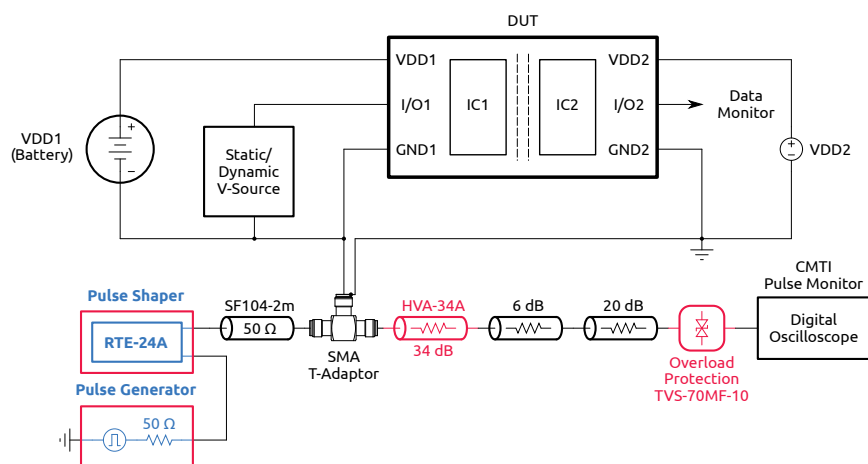 DUT
VDD1
VDD2
I/O1
IC1
IC2
I/O2
Data
Monitor
VDD1
(Battery)
+
−
Static/
Dynamic
V-Source
GND1
GND2
+
−
VDD2
CMTI
Pulse Monitor
Pulse Shaper
SF104-2m
HVA-34A
6 dB
20 dB
RTE-24A
50 Ω
34 dB
SMA
T-Adaptor
Digital
Oscilloscope
Overload
Protection
TVS-70MF-10
Pulse Generator
50 Ω